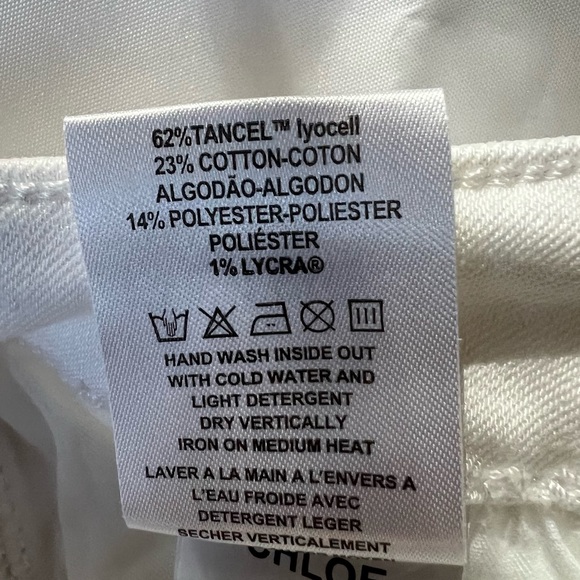 62%TANCEL™ lyocell
23% COTTON-COTON
ALGODÃO-ALGODON
14% POLYESTER-POLIESTER
POLIÉSTER
1% LYCRA®
HAND WASH INSIDE OUT
WITH COLD WATER AND
LIGHT DETERGENT
DRY VERTICALLY
IRON ON MEDIUM HEAT
LAVER A LA MAIN A L'ENVERS A
L'EAU FROIDE AVEC
DETERGENT LEGER
SECHER VERTICALEMENT
CHLOE